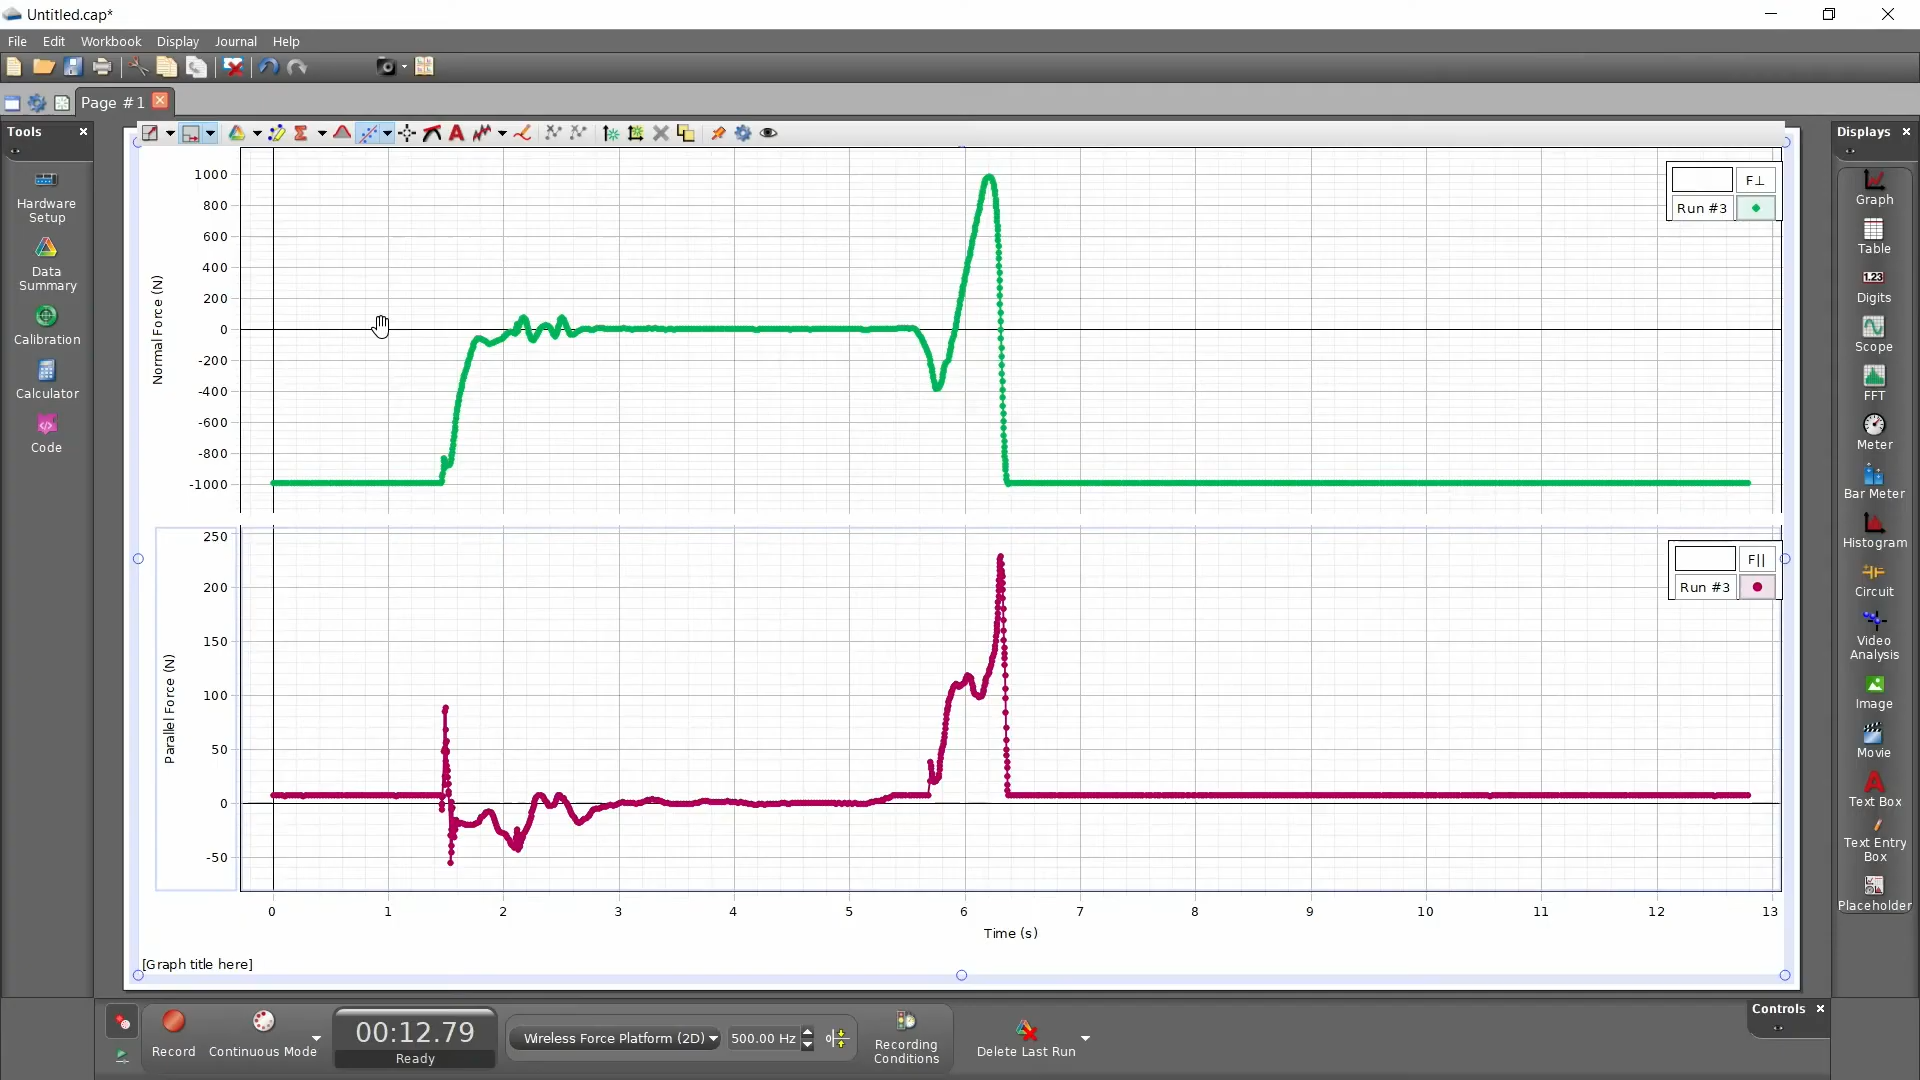 Untitled.cap*
File Edit Workbook Display Journal Help
Page #1
Tools
Hardware
Setup
Data
Summary
Calibration
Calculator
Code
Normal Force (N)
1000
800
600
400
200
0
-200
-400
-600
-800
-1000
F⊥
Run #3
Parallel Force (N)
250
200
150
100
50
0
-50
F||
Run #3
0 1 2 3 4 5 6 7 8 9 10 11 12 13
Time (s)
[Graph title here]
Displays
Graph
Table
1.23
Digits
Scope
FFT
Meter
Bar Meter
Histogram
Circuit
Video
Analysis
Image
Movie
Text Box
Text Entry
Box
Placeholder
Record
Continuous Mode
00:12.79
Ready
Wireless Force Platform (2D)
500.00 Hz
Recording
Conditions
Delete Last Run
Controls